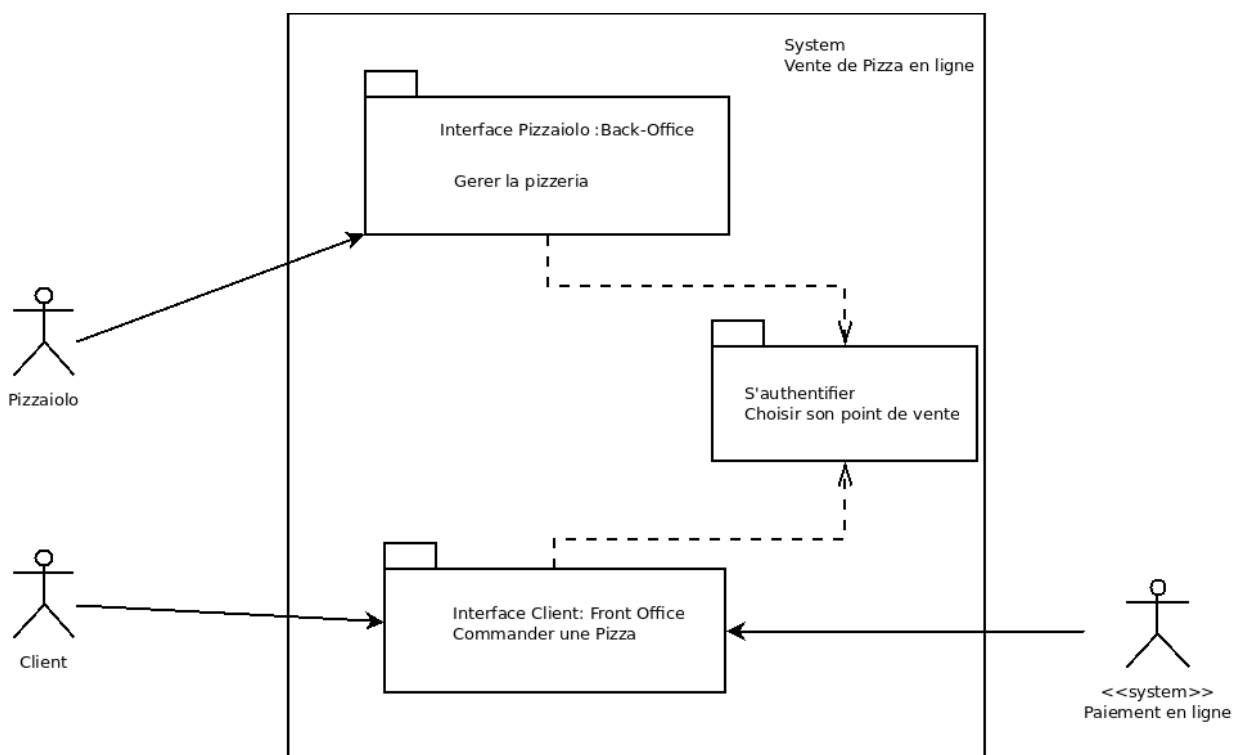 System
Vente de Pizza en ligne
Interface Pizzaiolo :Back-Office
Gerer la pizzeria
Pizzaiolo
S'authentifier
Choisir son point de vente
Client
Interface Client: Front Office
Commander une Pizza
<<system>>
Paiement en ligne